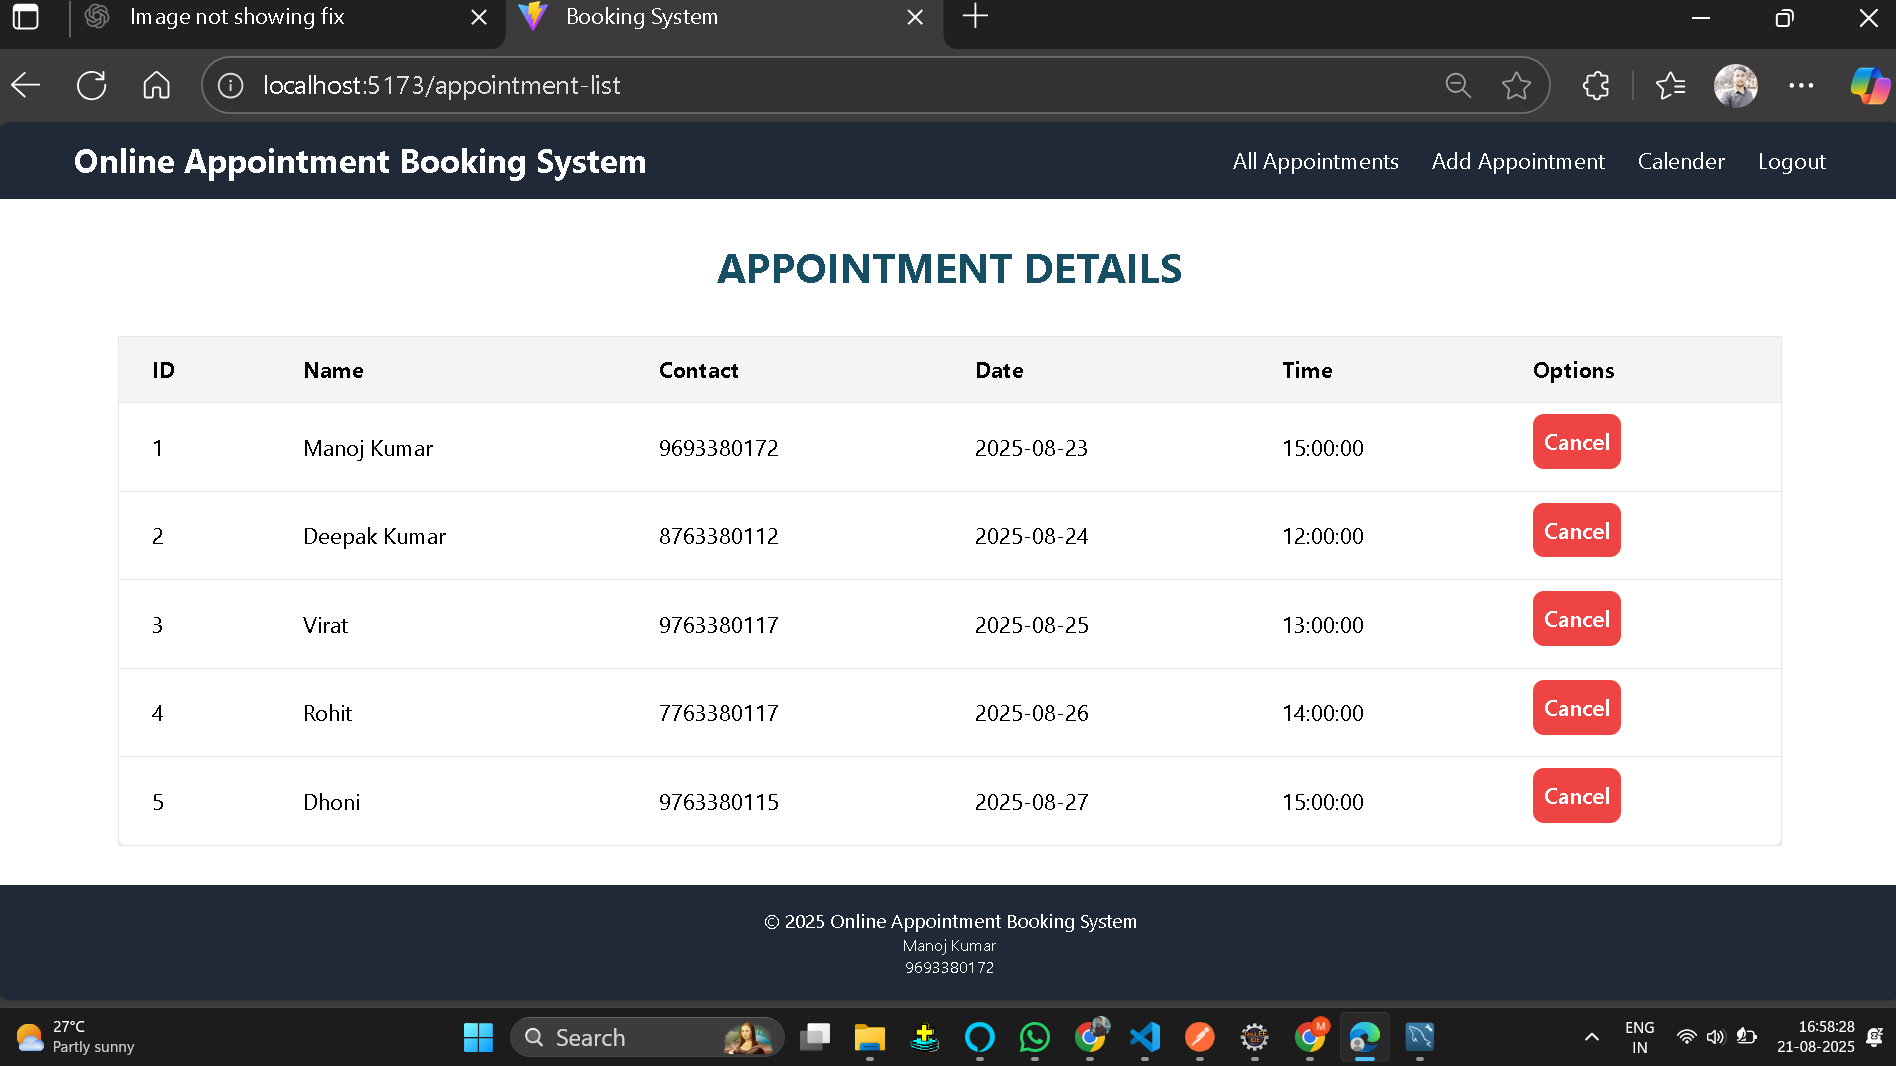 Image not showing fix
Booking System
localhost:5173/appointment-list
Online Appointment Booking System All Appointments Add Appointment Calender Logout
APPOINTMENT DETAILS
ID Name Contact Date Time Options
1 Manoj Kumar 9693380172 2025-08-23 15:00:00 Cancel
2 Deepak Kumar 8763380112 2025-08-24 12:00:00 Cancel
3 Virat 9763380117 2025-08-25 13:00:00 Cancel
4 Rohit 7763380117 2025-08-26 14:00:00 Cancel
5 Dhoni 9763380115 2025-08-27 15:00:00 Cancel
© 2025 Online Appointment Booking System
Manoj Kumar
9693380172
27°C
Partly sunny
Search
M
ENG
IN
16:58:28
21-08-2025